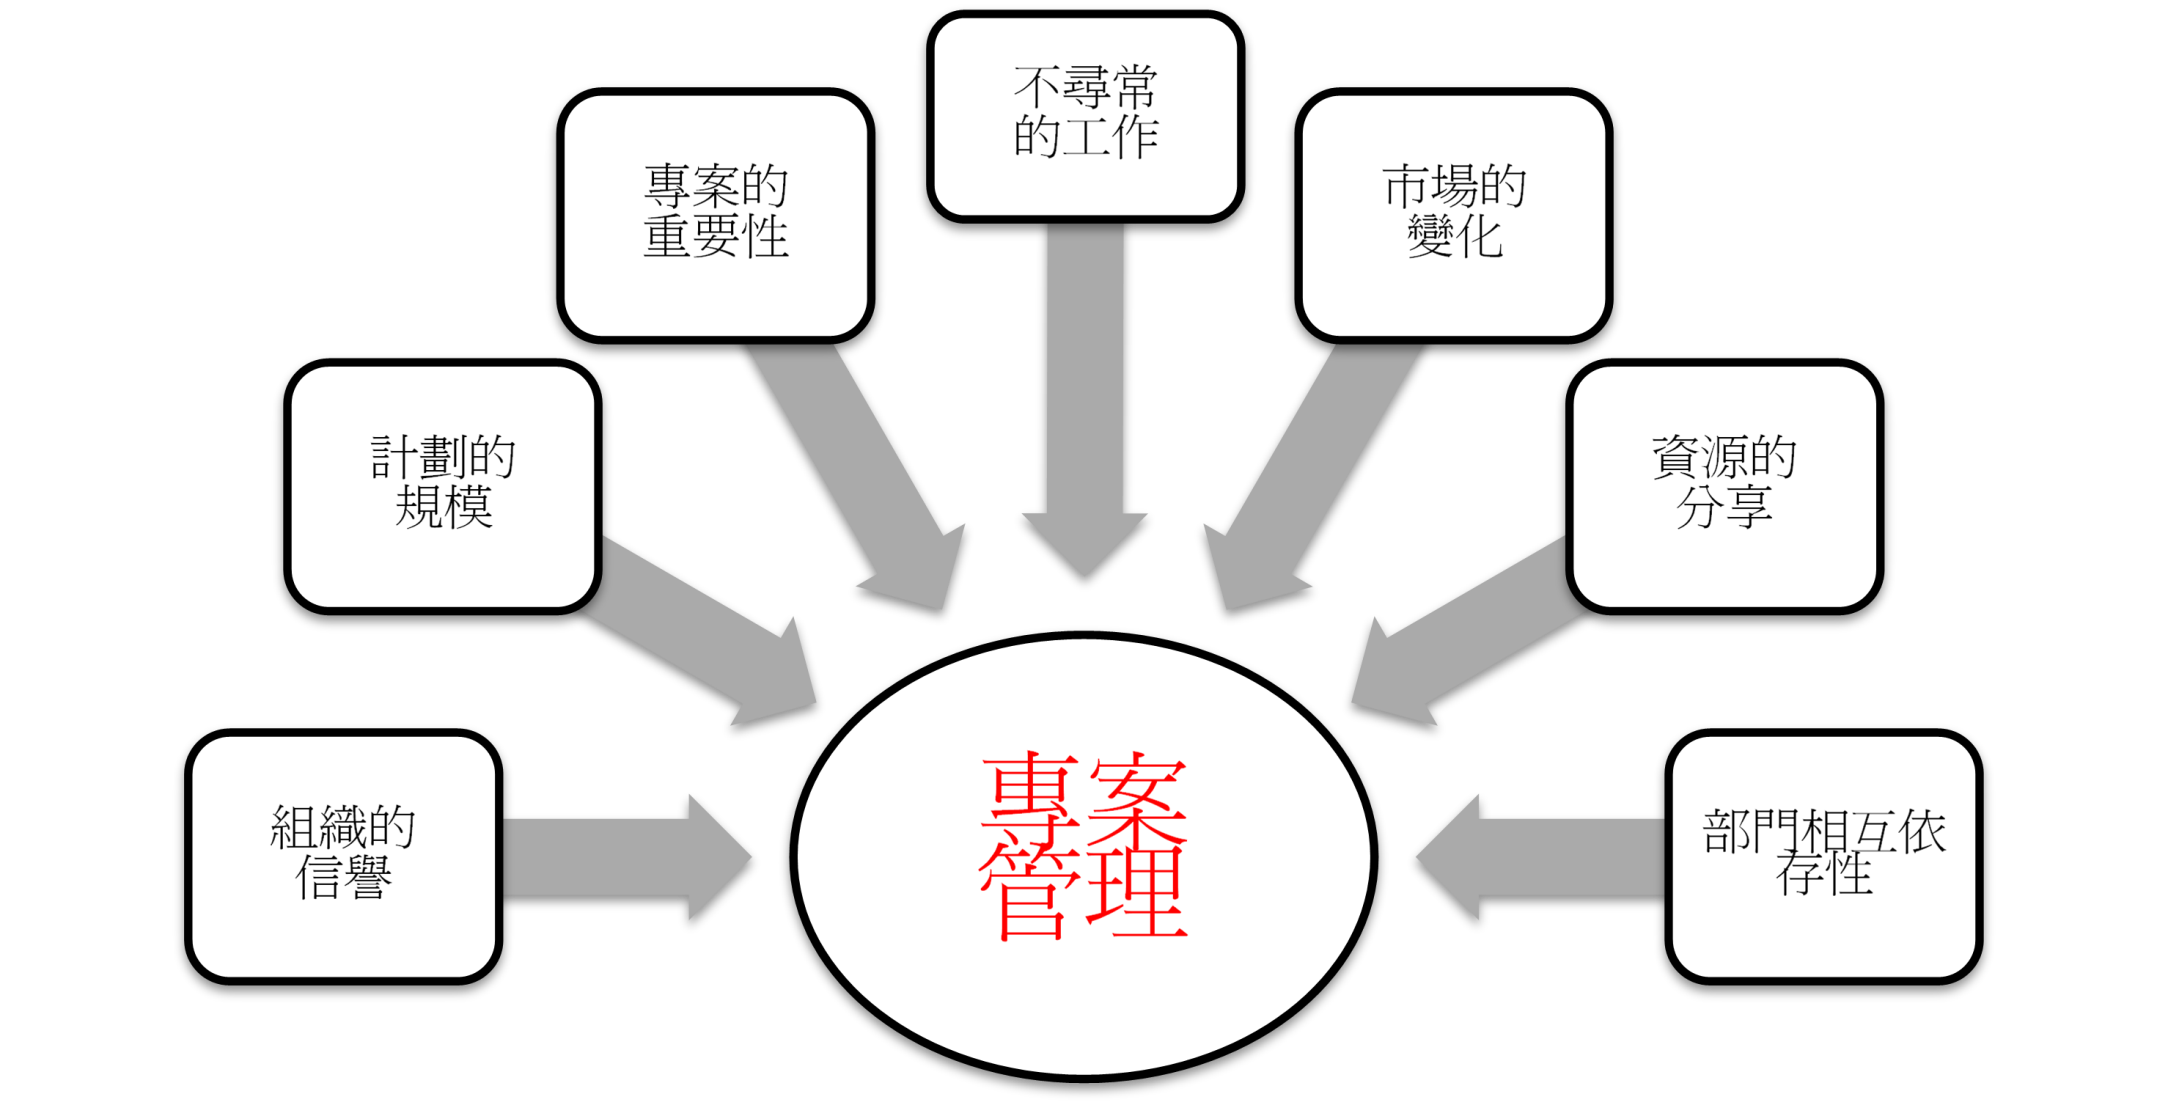 不尋常
的工作
專案的
重要性
市場的
變化
計劃的
規模
資源的
分享
組織的
信譽
部門相互依
存性
專案
管理